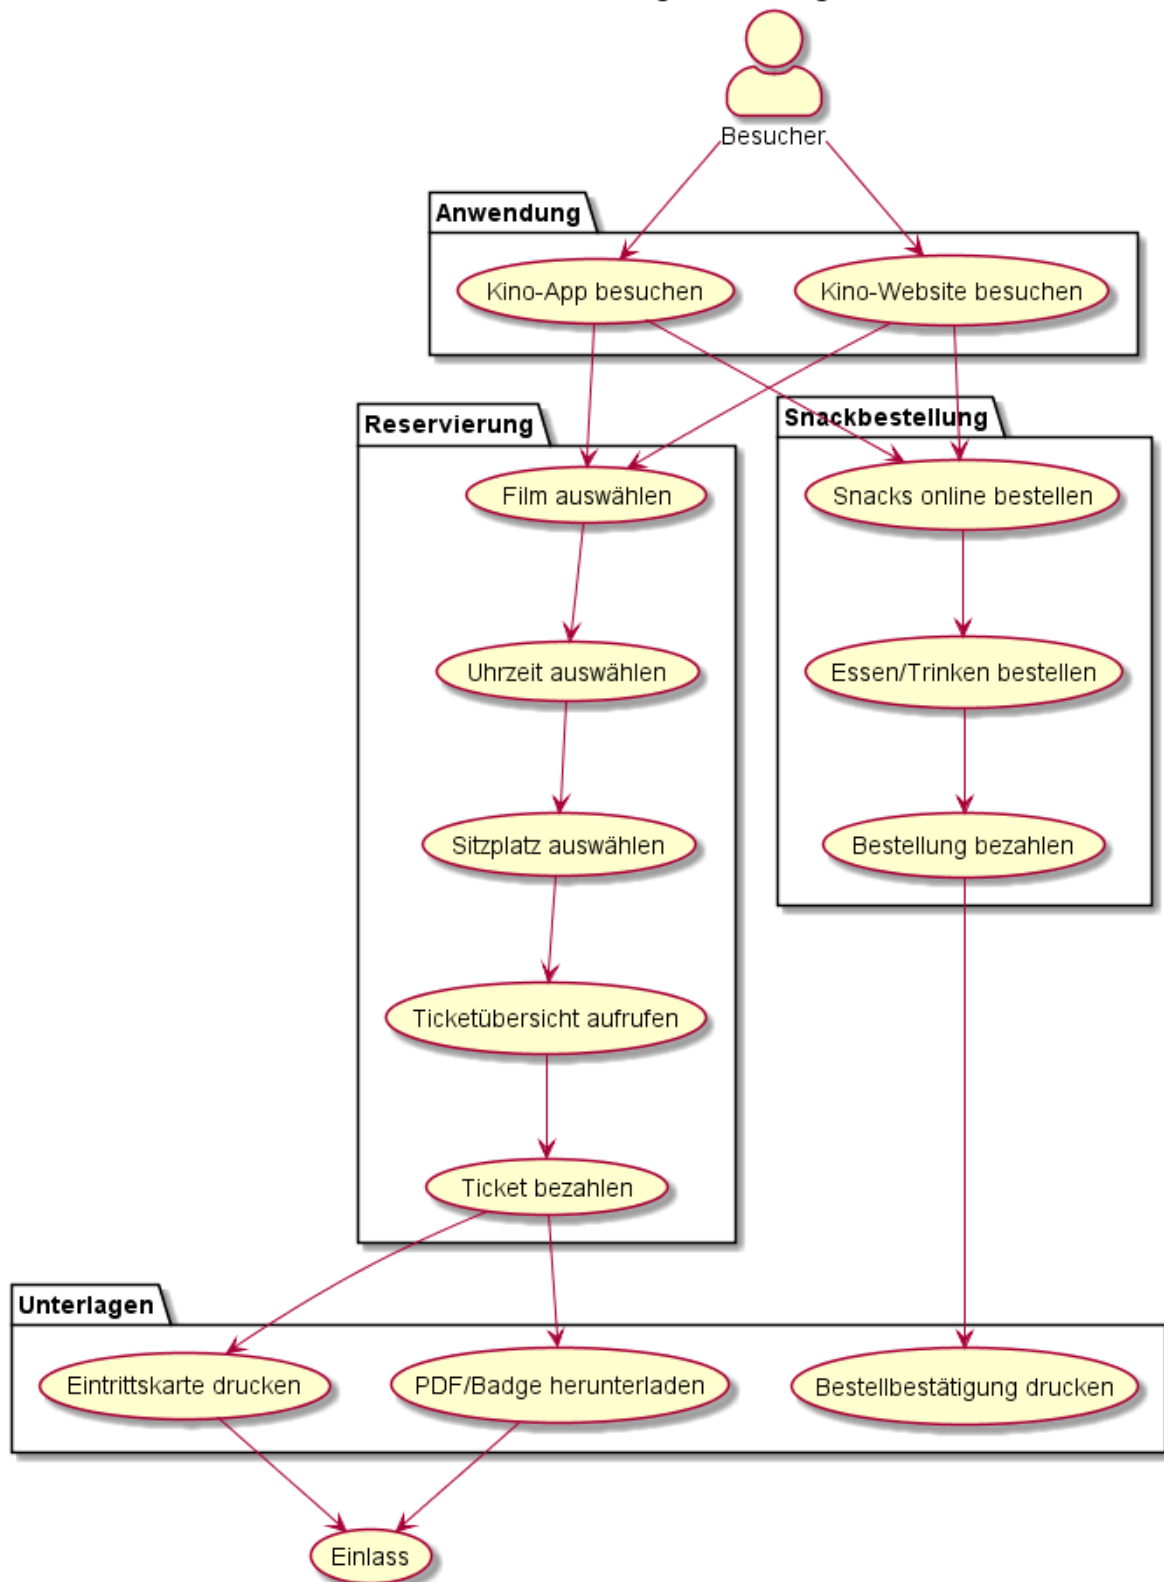 Besucher
Anwendung
Kino-App besuchen
Kino-Website besuchen
Reservierung
Snackbestellung
Film auswählen
Snacks online bestellen
Uhrzeit auswählen
Essen/Trinken bestellen
Sitzplatz auswählen
Bestellung bezahlen
Ticketübersicht aufrufen
Ticket bezahlen
Unterlagen
Eintrittskarte drucken
PDF/Badge herunterladen
Bestellbestätigung drucken
Einlass